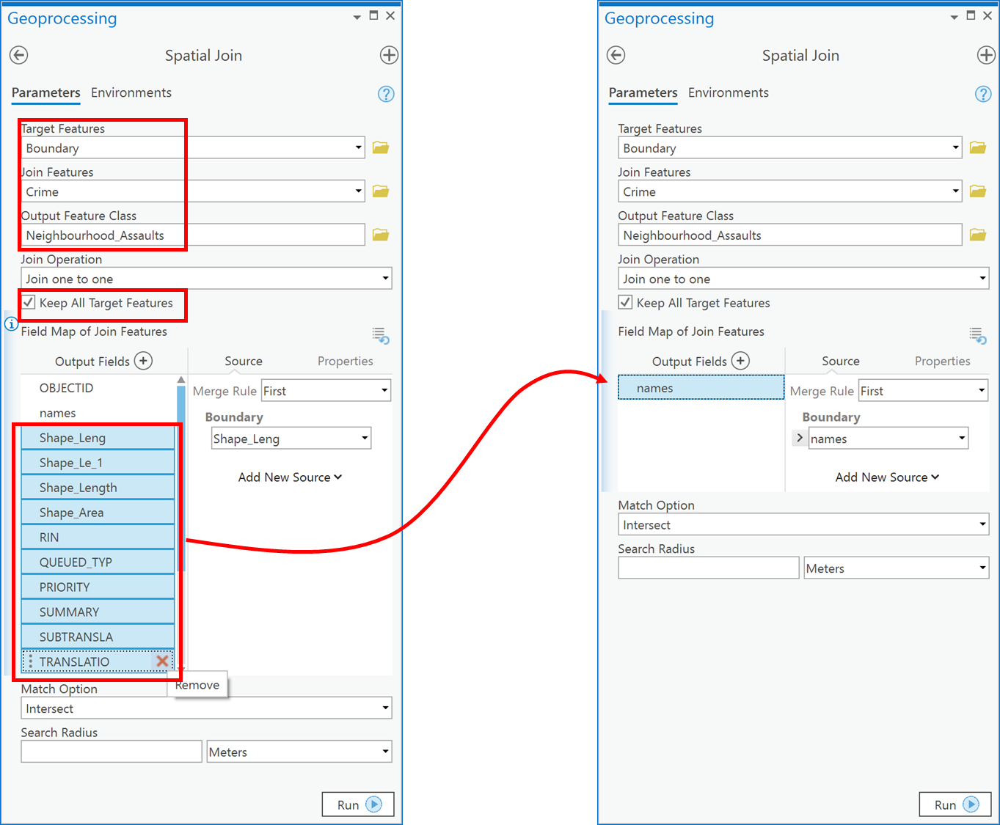 Geoprocessing
Spatial Join
Parameters Environments
Target Features
Boundary
Join Features
Crime
Output Feature Class
Neighbourhood_Assaults
Join Operation
Join one to one
Keep All Target Features
Field Map of Join Features
Output Fields Source Properties
OBJECTID
Merge Rule First
names
Boundary
Shape_Leng
Shape_Leng
Shape_Le_1
Add New Source
Shape_Length
Shape_Area
RIN
QUEUED_TYP
PRIORITY
SUMMARY
SUBTRANSLA
TRANSLATIO
Remove
Match Option
Intersect
Search Radius
Meters
Run
Geoprocessing
Spatial Join
Parameters Environments
Target Features
Boundary
Join Features
Crime
Output Feature Class
Neighbourhood_Assaults
Join Operation
Join one to one
Keep All Target Features
Field Map of Join Features
Output Fields Source Properties
names
Merge Rule First
Boundary
names
Add New Source
Match Option
Intersect
Search Radius
Meters
Run